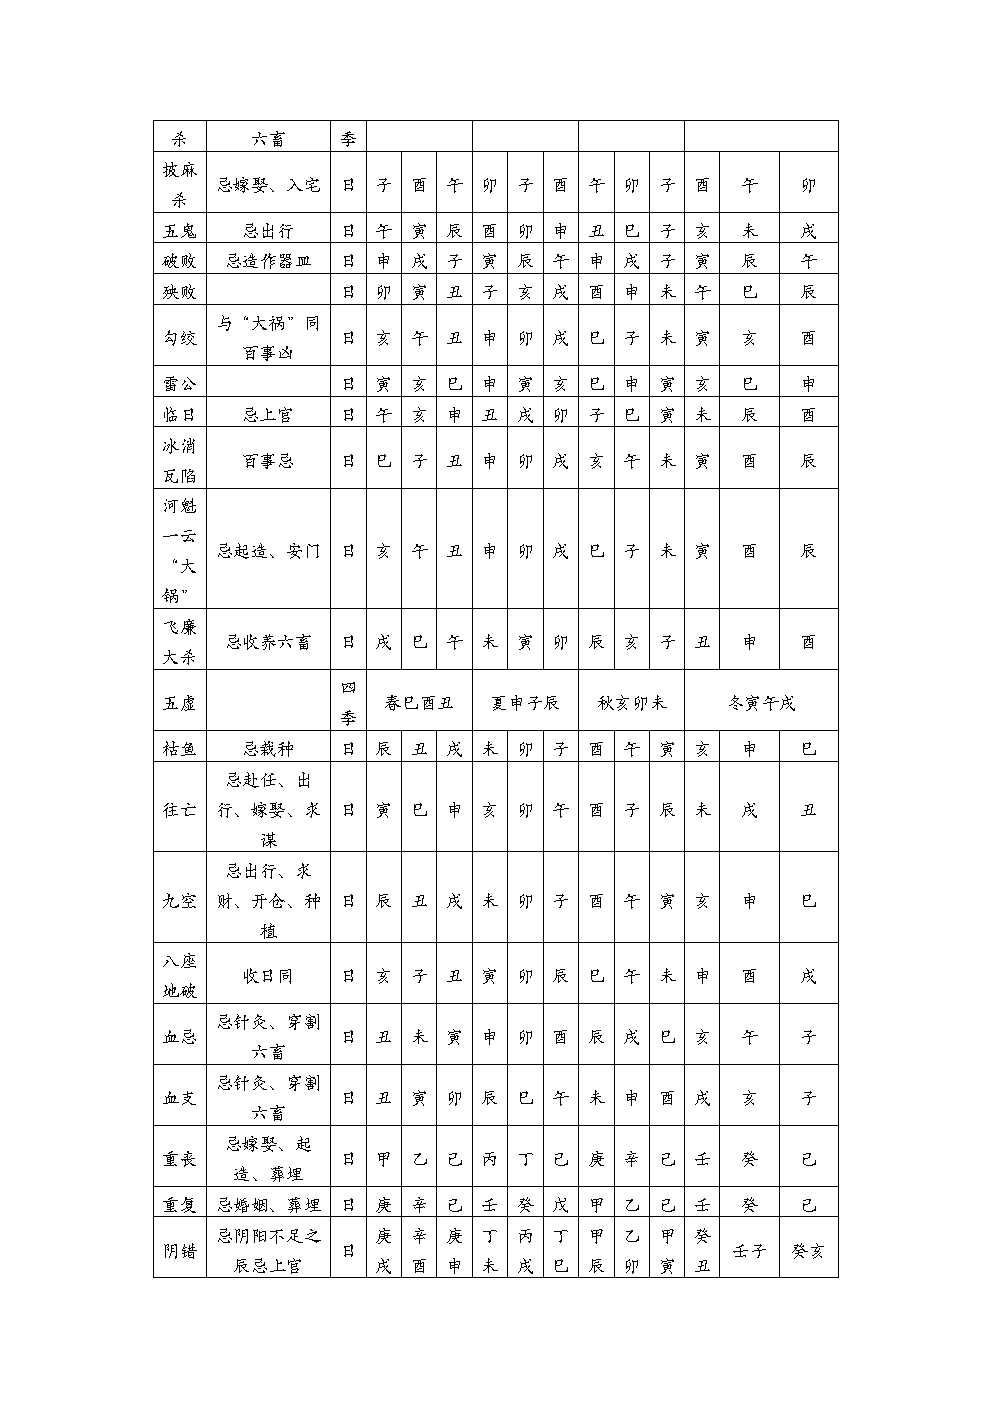 杀 六畜 季
披麻
杀 忌嫁娶、入宅 日 子 酉 午 卯 子 酉 午 卯 子 酉 午 卯
五鬼 忌出行 日 午 寅 辰 酉 卯 申 丑 巳 子 亥 未 戌
破败 忌造作器皿 日 申 戌 子 寅 辰 午 申 戌 子 寅 辰 午
殃败 日 卯 寅 丑 子 亥 戌 酉 申 未 午 巳 辰
勾绞 与“大祸”同
百事凶 日 亥 午 丑 申 卯 戌 巳 子 未 寅 亥 酉
雷公 日 寅 亥 巳 申 寅 亥 巳 申 寅 亥 巳 申
临日 忌上官 日 午 亥 申 丑 戌 卯 子 巳 寅 未 辰 酉
冰消
瓦陷 百事忌 日 巳 子 丑 申 卯 戌 亥 午 未 寅 酉 辰
河魁
一云
“大
锅” 忌起造、安门 日 亥 午 丑 申 卯 戌 巳 子 未 寅 酉 辰
飞廉
大杀 忌收养六畜 日 戌 巳 午 未 寅 卯 辰 亥 子 丑 申 酉
五虚 四
季 春巳酉丑 夏申子辰 秋亥卯未 冬寅午戌
枯鱼 忌栽种 日 辰 丑 戌 未 卯 子 酉 午 寅 亥 申 巳
往亡 忌赴任、出
行、嫁娶、求
谋 日 寅 巳 申 亥 卯 午 酉 子 辰 未 戌 丑
九空 忌出行、求
财、开仓、种
植 日 辰 丑 戌 未 卯 子 酉 午 寅 亥 申 巳
八座
地破 收日同 日 亥 子 丑 寅 卯 辰 巳 午 未 申 酉 戌
血忌 忌针灸、穿割
六畜 日 丑 未 寅 申 卯 酉 辰 戌 巳 亥 午 子
血支 忌针灸、穿割
六畜 日 丑 寅 卯 辰 巳 午 未 申 酉 戌 亥 子
重丧 忌嫁娶、起
造、葬埋 日 甲 乙 己 丙 丁 己 庚 辛 己 壬 癸 己
重复 忌婚姻、葬埋 日 庚 辛 己 壬 癸 戊 甲 乙 己 壬 癸 己
阴错 忌阴阳不足之
辰忌上官 日 庚
戌 辛
酉 庚
申 丁
未 丙
戌 丁
巳 甲
辰 乙
卯 甲
寅 癸
丑 壬子 癸亥